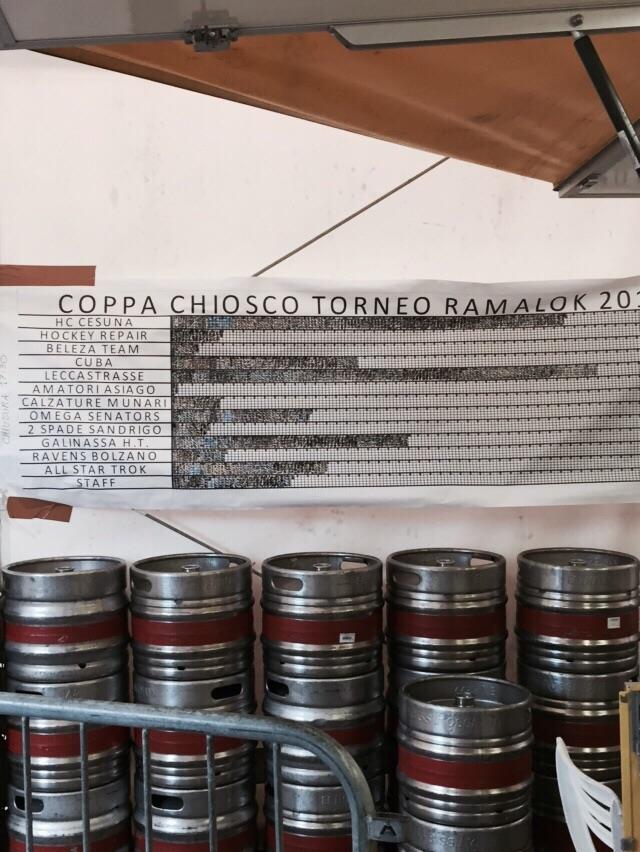 COPPA CHIOSCO TORNEO RAMALOK 201
HC CESUNA
HOCKEY REPAIR
BELEZA TEAM
CUBA
LECCASTRASSE
AMATORI ASIAGO
CALZATURE MUNARI
OMEGA SENATORS
2 SPADE SANDRIGO
GALINASSA H.T.
RAVENS BOLZANO
ALL STAR TROK
STAFF